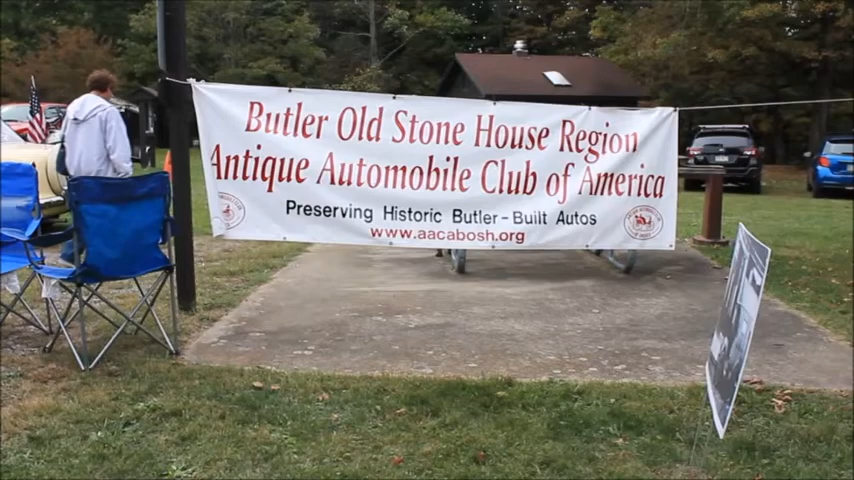 Butler Old Stone House Region
Antique Automobile Club of America
Preserving Historic Butler-Built Autos
www.aacabosh.org